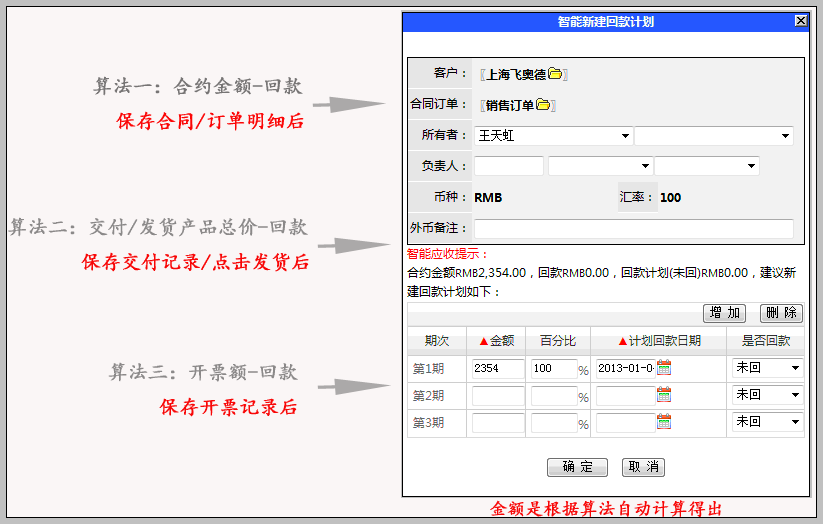 智能新建回款计划
算法一：合约金额-回款
保存合同/订单明细后
算法二：交付/发货产品总价-回款
保存交付记录/点击发货后
算法三：开票额-回款
保存开票记录后
客户：〖上海飞奥德〗
合同订单：〖销售订单〗
所有者：王天虹
负责人：
币种：RMB 汇率：100
外币备注：
智能应收提示：
合约金额RMB2,354.00，回款RMB0.00，回款计划(未回)RMB0.00，建议新
建回款计划如下：
增 加 删 除
期次 ▲金额 百分比 ▲计划回款日期 是否回款
第1期 2354 100 % 2013-01-0 未回
第2期 % 未回
第3期 % 未回
确 定 取 消
金额是根据算法自动计算得出